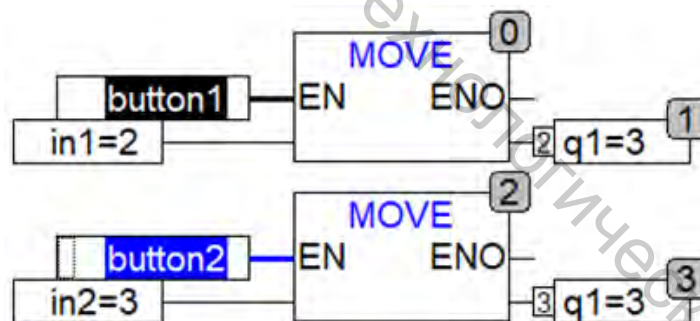 0
MOVE
button1 EN ENO
1
in1=2 2 q1=3
2
MOVE
button2 EN ENO
3
in2=3 3 q1=3